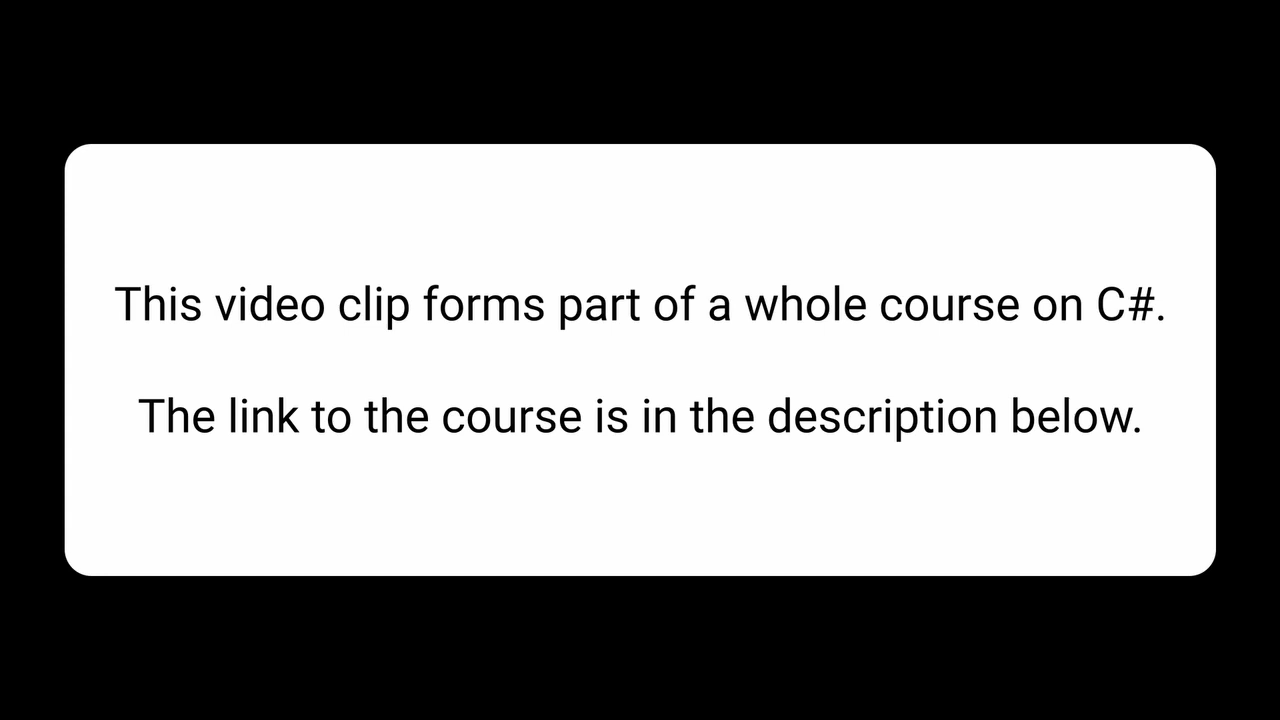 This video clip forms part of a whole course on C#.
The link to the course is in the description below.